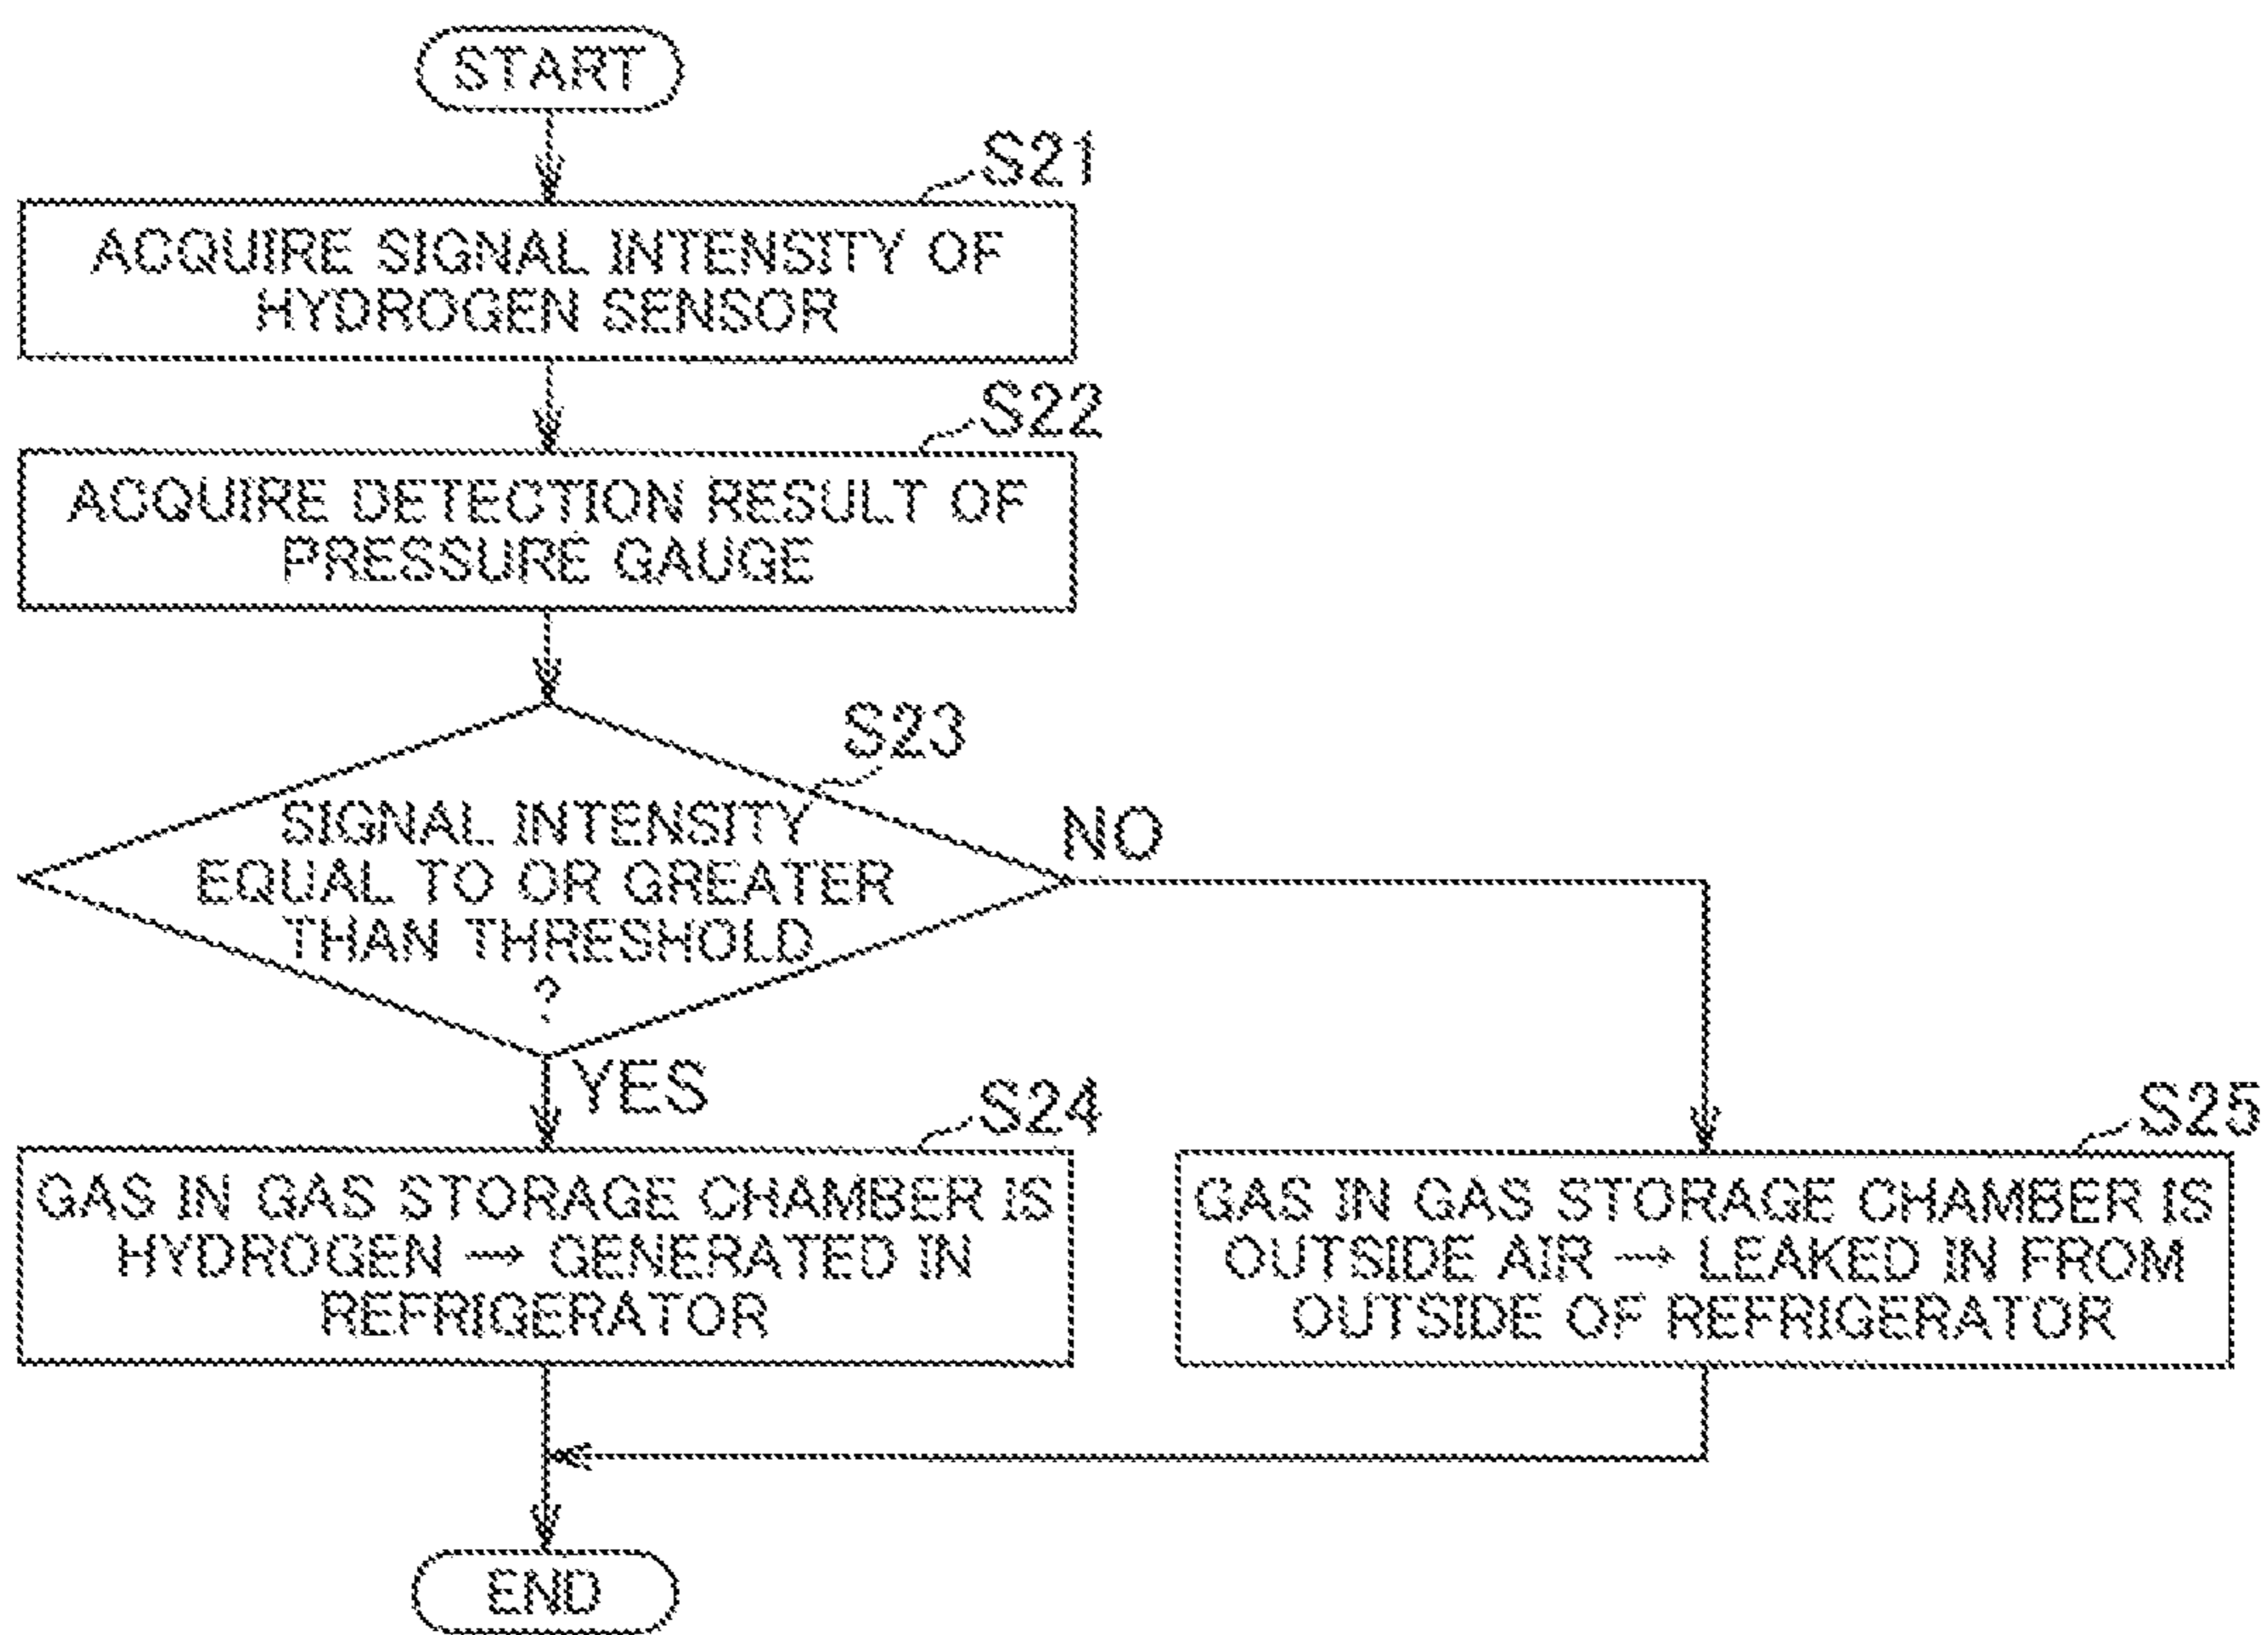 START
S21
ACQUIRE SIGNAL INTENSITY OF
HYDROGEN SENSOR
S22
ACQUIRE DETECTION RESULT OF
PRESSURE GAUGE
S23
SIGNAL INTENSITY
EQUAL TO OR GREATER
THAN THRESHOLD
?
NO
YES
S24
GAS IN GAS STORAGE CHAMBER IS
HYDROGEN → GENERATED IN
REFRIGERATOR
S25
GAS IN GAS STORAGE CHAMBER IS
OUTSIDE AIR → LEAKED IN FROM
OUTSIDE OF REFRIGERATOR
END